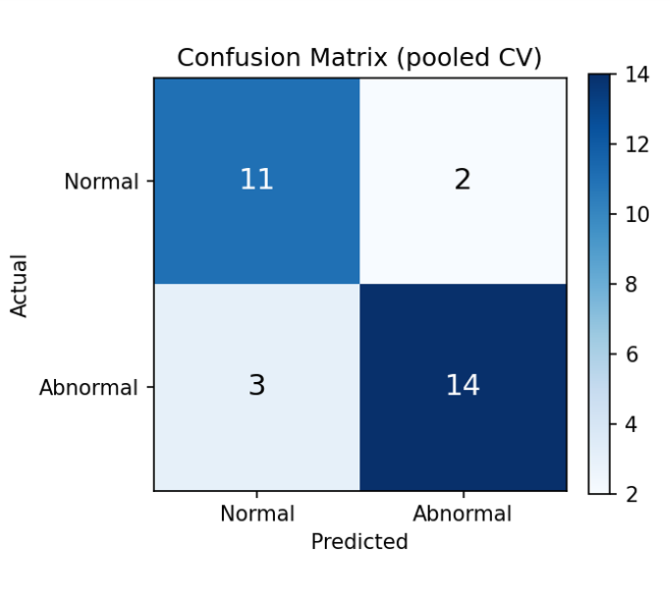 Confusion Matrix (pooled CV)
Actual
Normal
11
2
Abnormal
3
14
Normal
Abnormal
Predicted
14
12
10
8
6
4
2